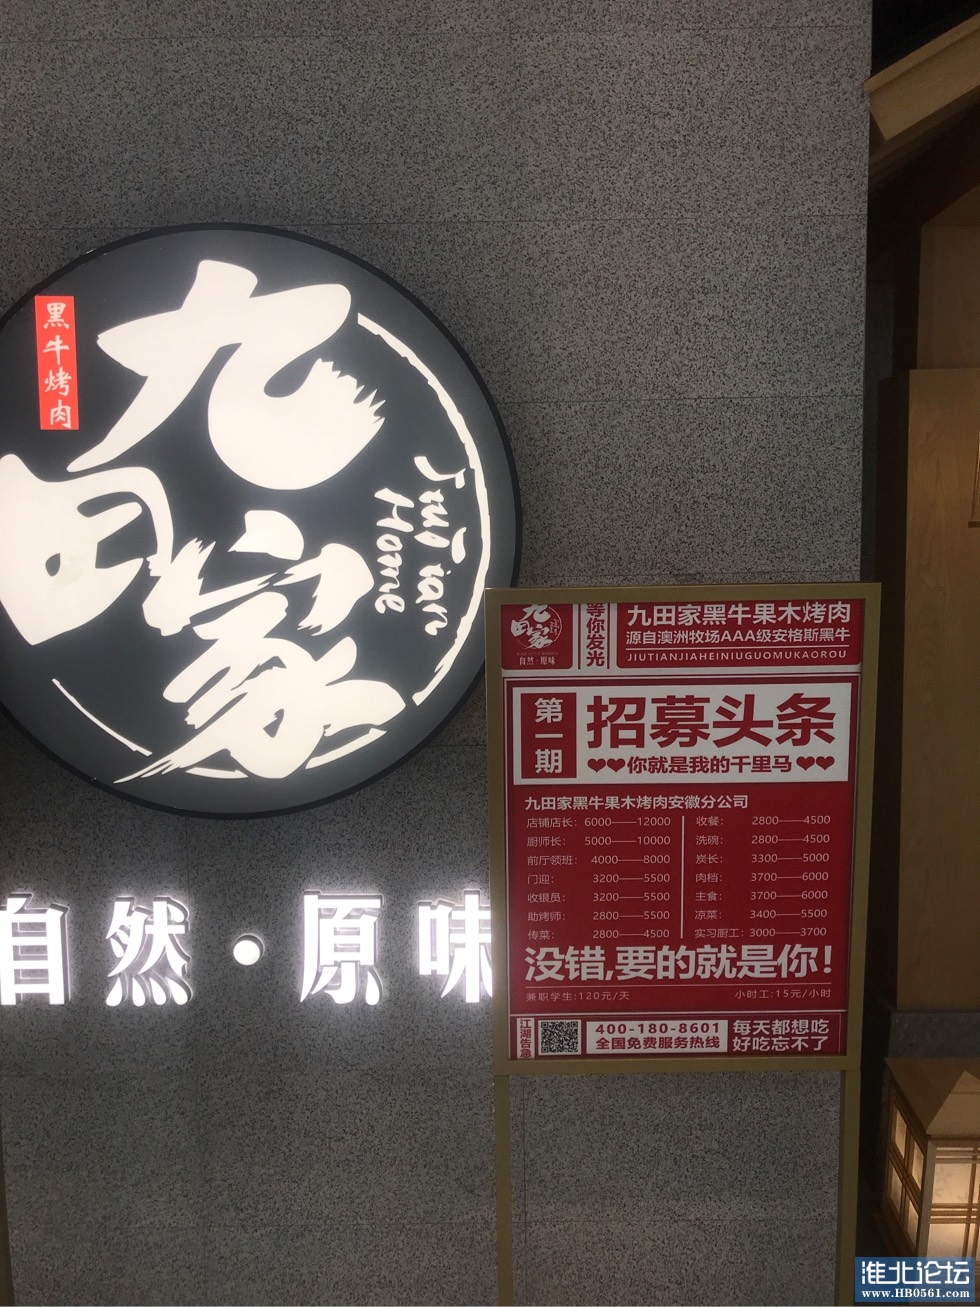 黑牛烤肉
九田家
JiuTian
Home
自然·原味
九田家
自然·原味
等你发光
九田家黑牛果木烤肉
源自澳洲牧场AAA级安格斯黑牛
JIUTIANJIAHEINIUGUOMUKAOROU
第一期
招募头条
❤❤你就是我的千里马❤❤
九田家黑牛果木烤肉安徽分公司
店铺店长：6000——12000
厨师长：5000——10000
前厅领班：4000——8000
门迎：3200——5500
收银员：3200——5500
助烤师：2800——5500
传菜：2800——4500
收餐：2800——4500
洗碗：2800——4500
炭长：3300——5000
肉档：3700——6000
主食：3700——6000
凉菜：3400——5500
实习厨工：3000——3700
没错,要的就是你!
兼职学生:120元/天
小时工:15元/小时
江湖告急
400-180-8601
全国免费服务热线
每天都想吃
好吃忘不了
淮北论坛
www.HB0561.com